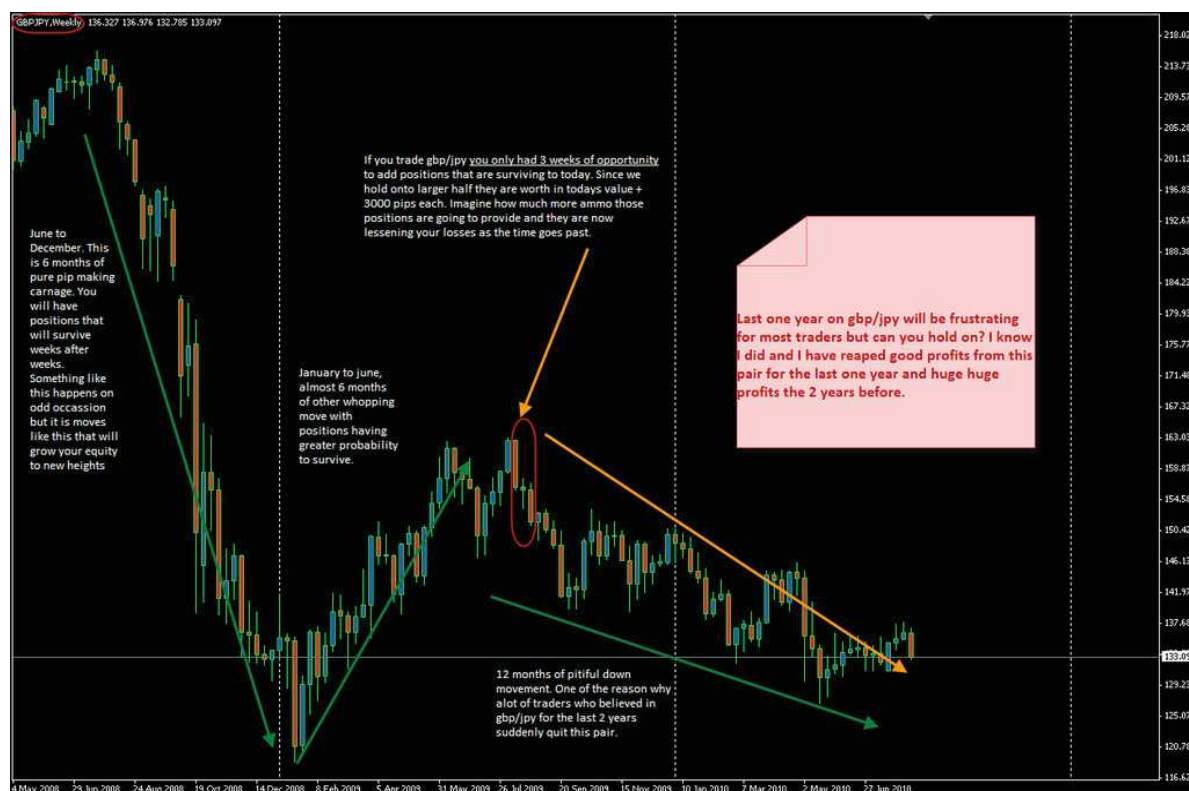 GBPJPY,Weekly 136.327 136.976 132.785 133.097
218.02
213.73
209.57
205.28
201.12
196.83
192.67
188.38
184.22
179.93
175.77
171.48
167.32
163.03
158.87
154.58
150.42
146.13
141.97
137.68
133.09
129.23
125.07
120.78
116.62
If you trade gbp/jpy you only had 3 weeks of opportunity
to add positions that are surviving to today. Since we
hold onto larger half they are worth in todays value +
3000 pips each. Imagine how much more ammo those
positions are going to provide and they are now
lessening your losses as the time goes past.
June to
December. This
is 6 months of
pure pip making
carnage. You
will have
positions that
will survive
weeks after
weeks.
Something like
this happens on
odd occassion
but it is moves
like this that will
grow your equity
to new heights
Last one year on gbp/jpy will be frustrating
for most traders but can you hold on? I know
I did and I have reaped good profits from this
pair for the last one year and huge huge
profits the 2 years before.
January to june,
almost 6 months
of other whopping
move with
positions having
greater probability
to survive.
12 months of pitiful down
movement. One of the reason why
alot of traders who believed in
gbp/jpy for the last 2 years
suddenly quit this pair.
4 May 2008 29 Jun 2008 24 Aug 2008 19 Oct 2008 14 Dec 2008 8 Feb 2009 5 Apr 2009 31 May 2009 26 Jul 2009 20 Sep 2009 15 Nov 2009 10 Jan 2010 7 Mar 2010 2 May 2010 27 Jun 2010